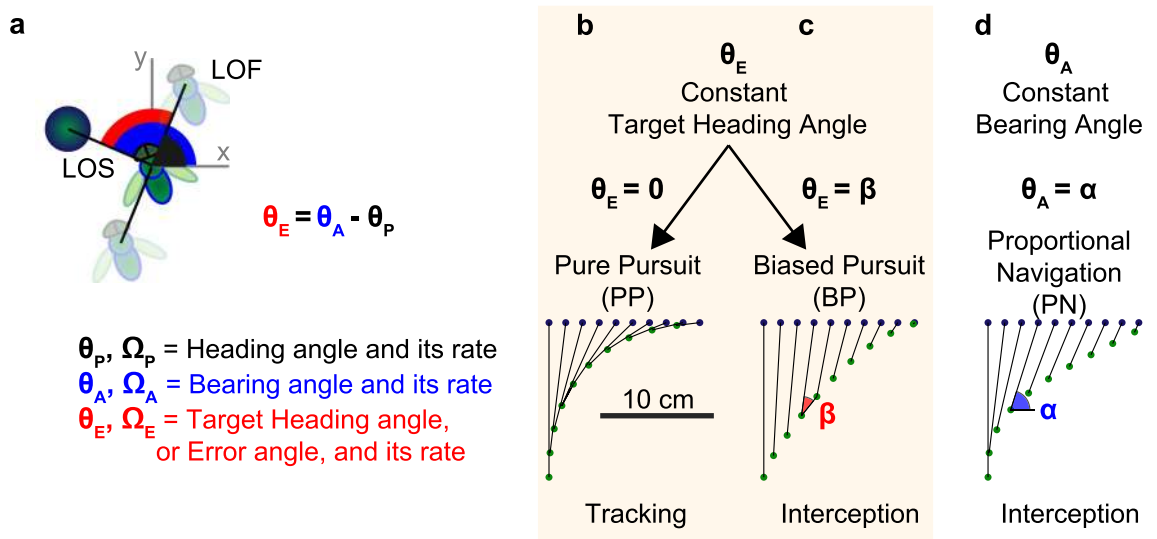 a
y
LOF
x
LOS
θE = θA - θP
θP, ΩP = Heading angle and its rate
θA, ΩA = Bearing angle and its rate
θE, ΩE = Target Heading angle,
or Error angle, and its rate
b
c
θE
Constant
Target Heading Angle
θE = 0
θE = β
Pure Pursuit
(PP)
Biased Pursuit
(BP)
10 cm
β
Tracking
Interception
d
θA
Constant
Bearing Angle
θA = α
Proportional
Navigation
(PN)
α
Interception